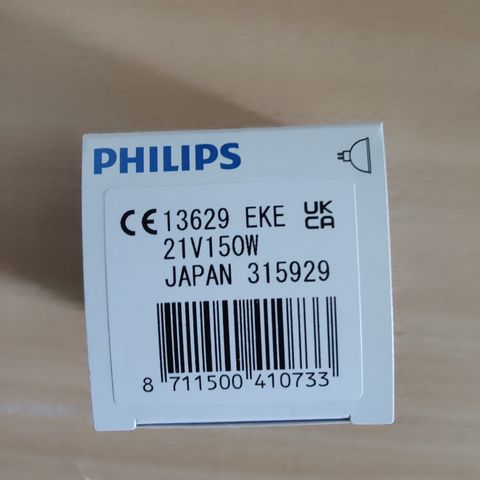 PHILIPS
CE 13629 EKE UK CA
21V150W
JAPAN 315929
8 711500 410733